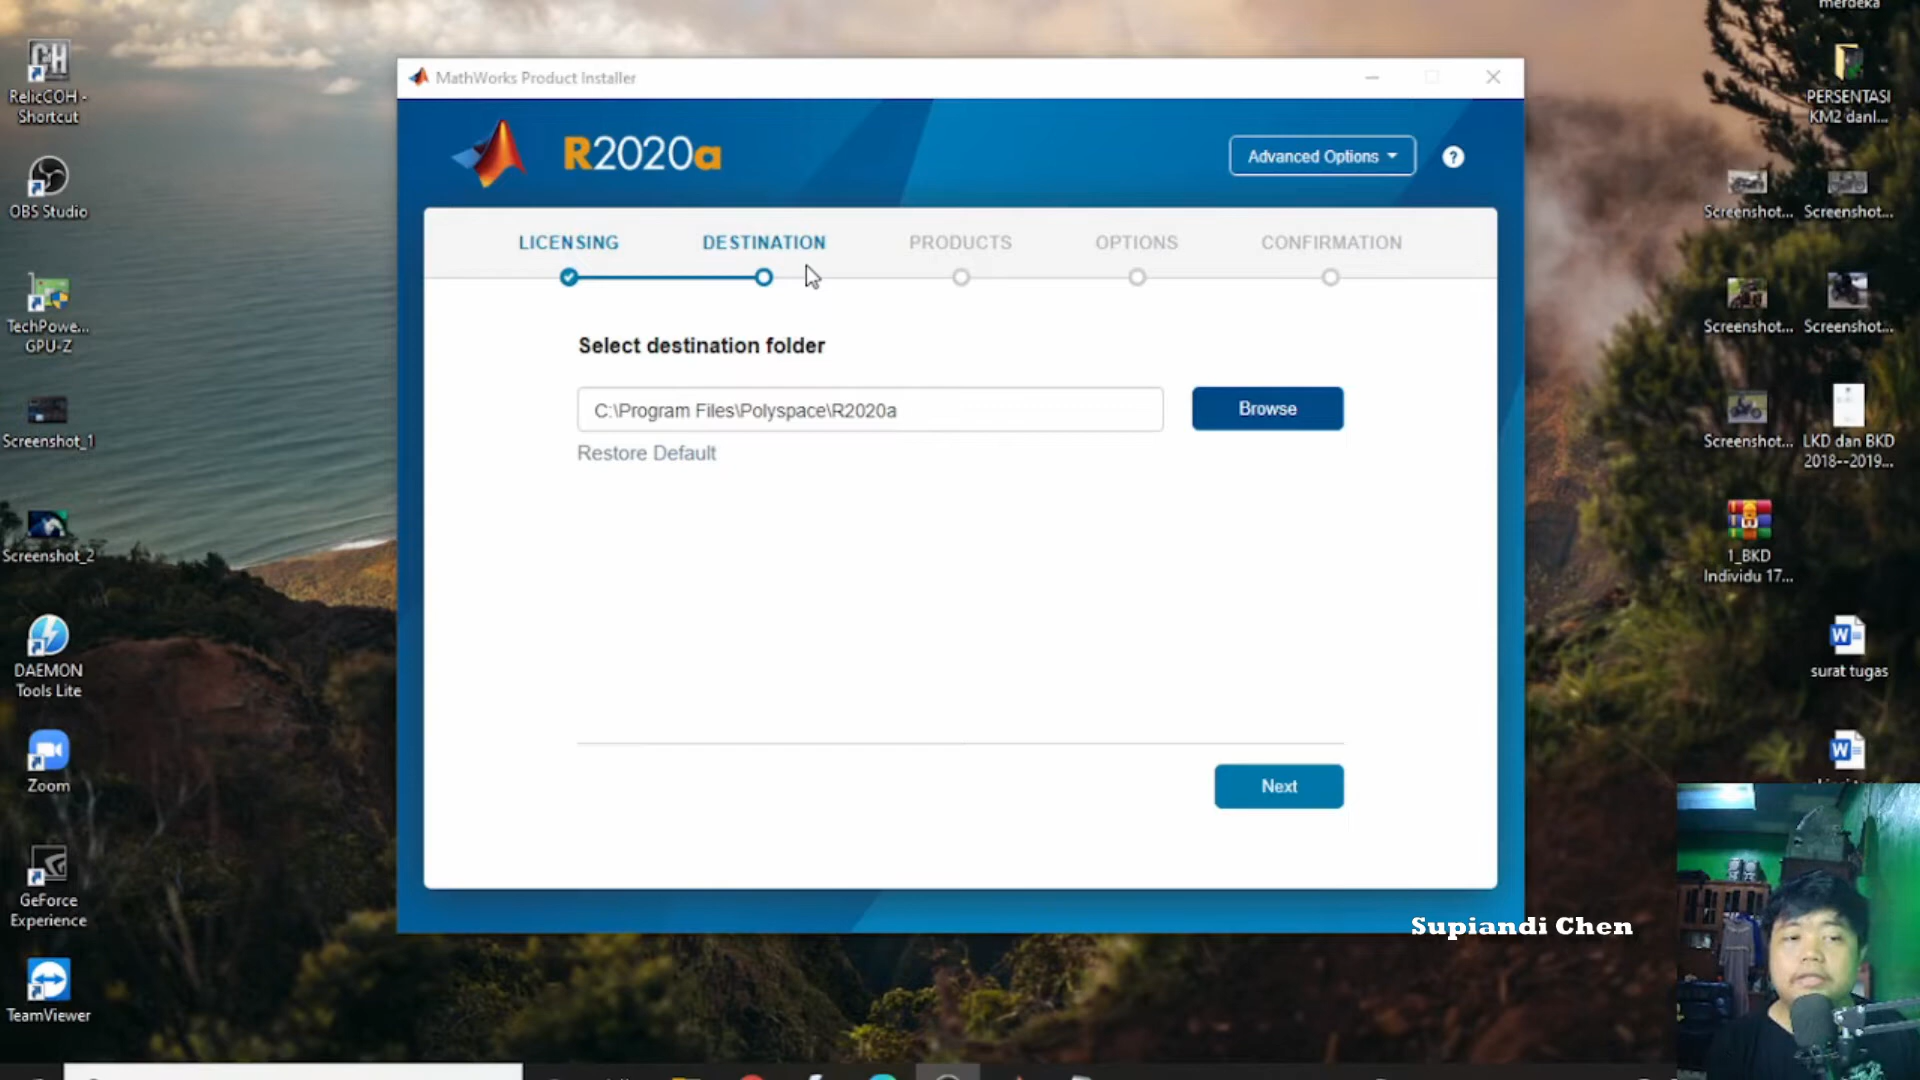 merdeka
RelicCOH -
Shortcut
OBS Studio
TechPowe...
GPU-Z
Screenshot_1
Screenshot_2
DAEMON
Tools Lite
Zoom
GeForce
Experience
TeamViewer
MathWorks Product Installer
R2020a
Advanced Options
?
LICENSING
DESTINATION
PRODUCTS
OPTIONS
CONFIRMATION
Select destination folder
C:\Program Files\Polyspace\R2020a
Browse
Restore Default
Next
PERSENTASI
KM2 danI...
Screenshot...
Screenshot...
Screenshot...
Screenshot...
Screenshot...
LKD dan BKD
2018--2019...
1_BKD
Individu 17...
surat tugas
Supiandi Chen